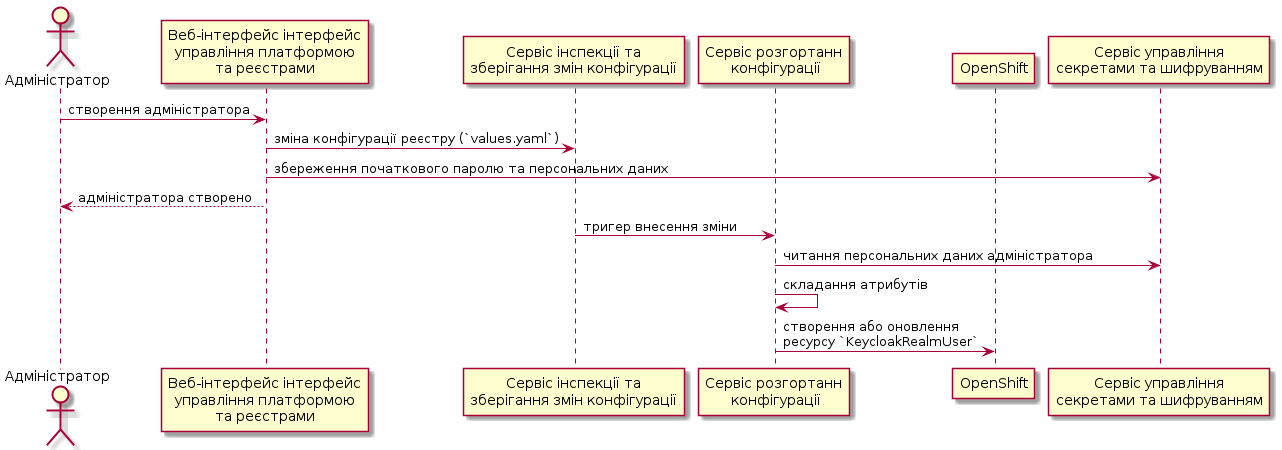 Адміністратор
Веб-інтерфейс інтерфейс
управління платформою
та реєстрами
Сервіс інспекції та
зберігання змін конфігурації
Сервіс розгортанн
конфігурації
OpenShift
Сервіс управління
секретами та шифруванням
створення адміністратора
зміна конфігурації реєстру (`values.yaml`)
збереження початкового паролю та персональних даних
адміністратора створено
тригер внесення зміни
читання персональних даних адміністратора
складання атрибутів
створення або оновлення
ресурсу `KeycloakRealmUser`
Адміністратор
Веб-інтерфейс інтерфейс
управління платформою
та реєстрами
Сервіс інспекції та
зберігання змін конфігурації
Сервіс розгортанн
конфігурації
OpenShift
Сервіс управління
секретами та шифруванням